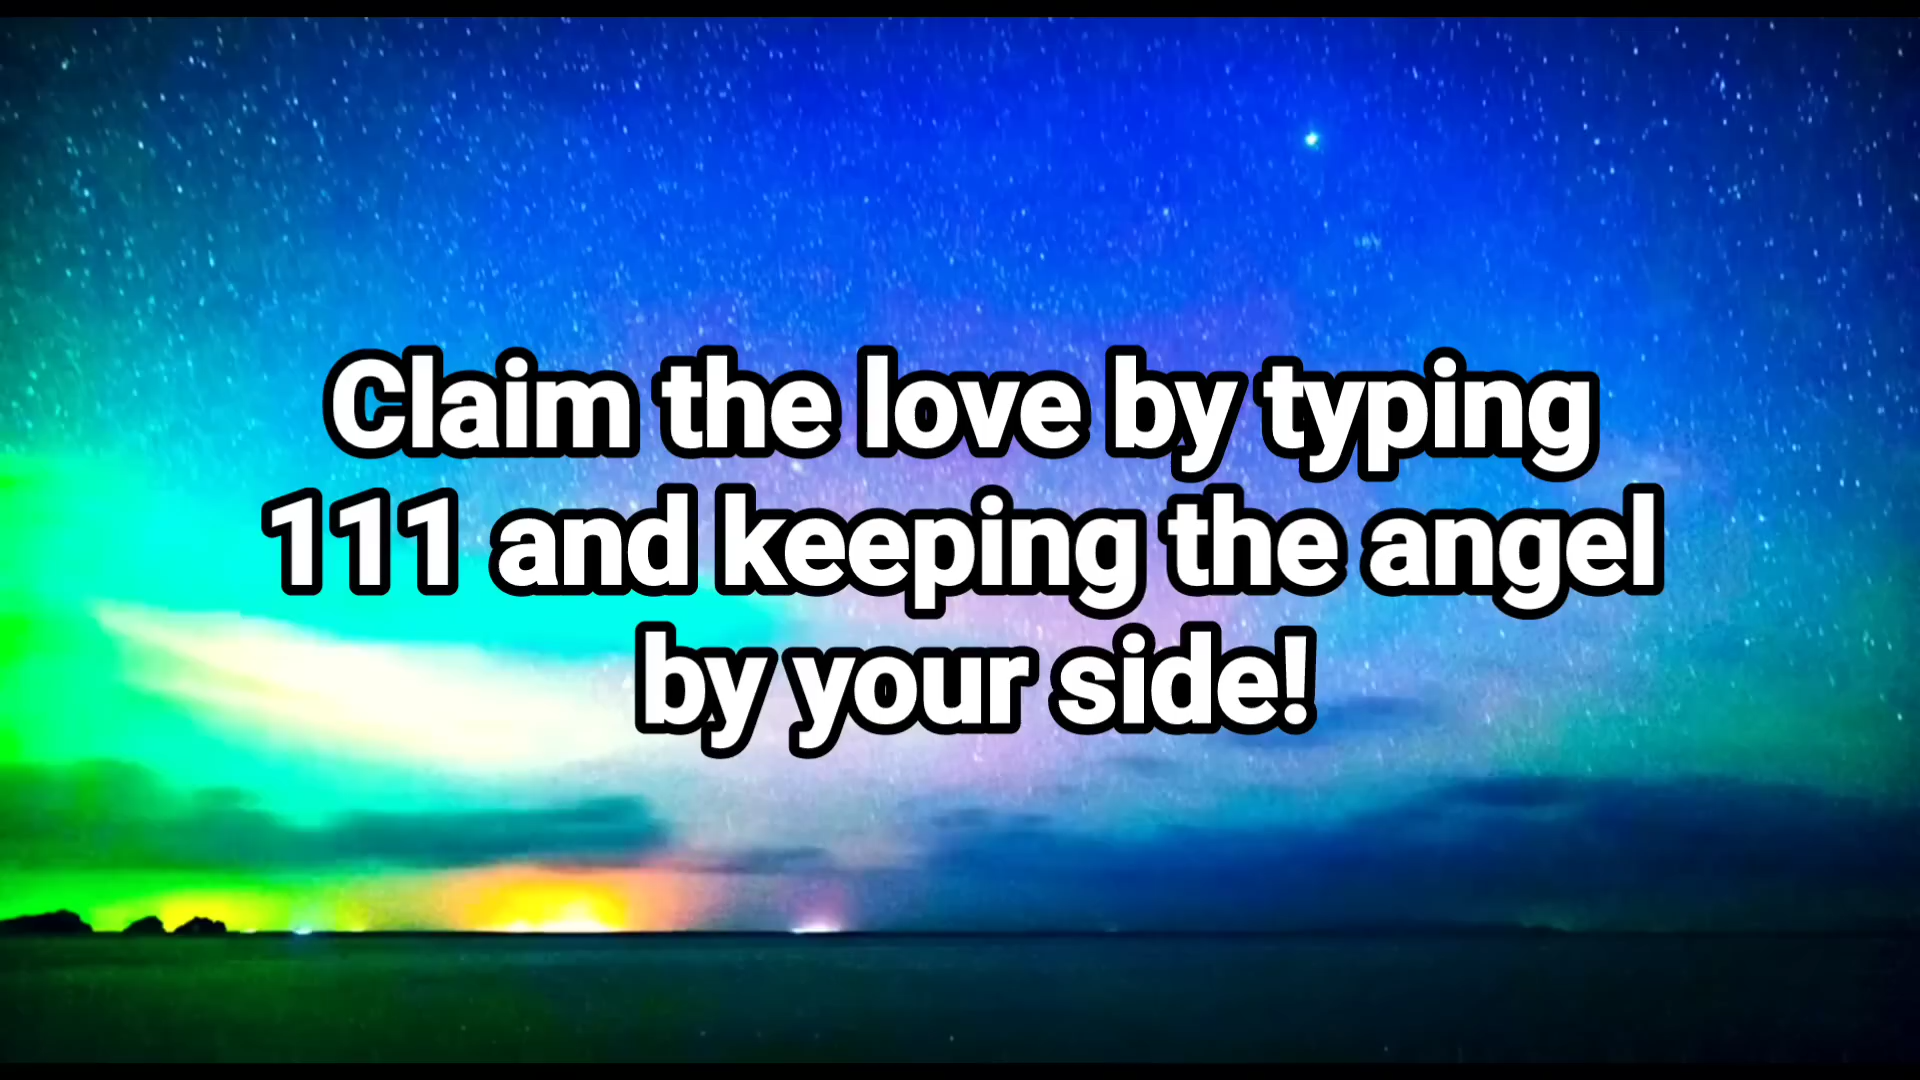 Claim the love by typing
111 and keeping the angel
by your side!